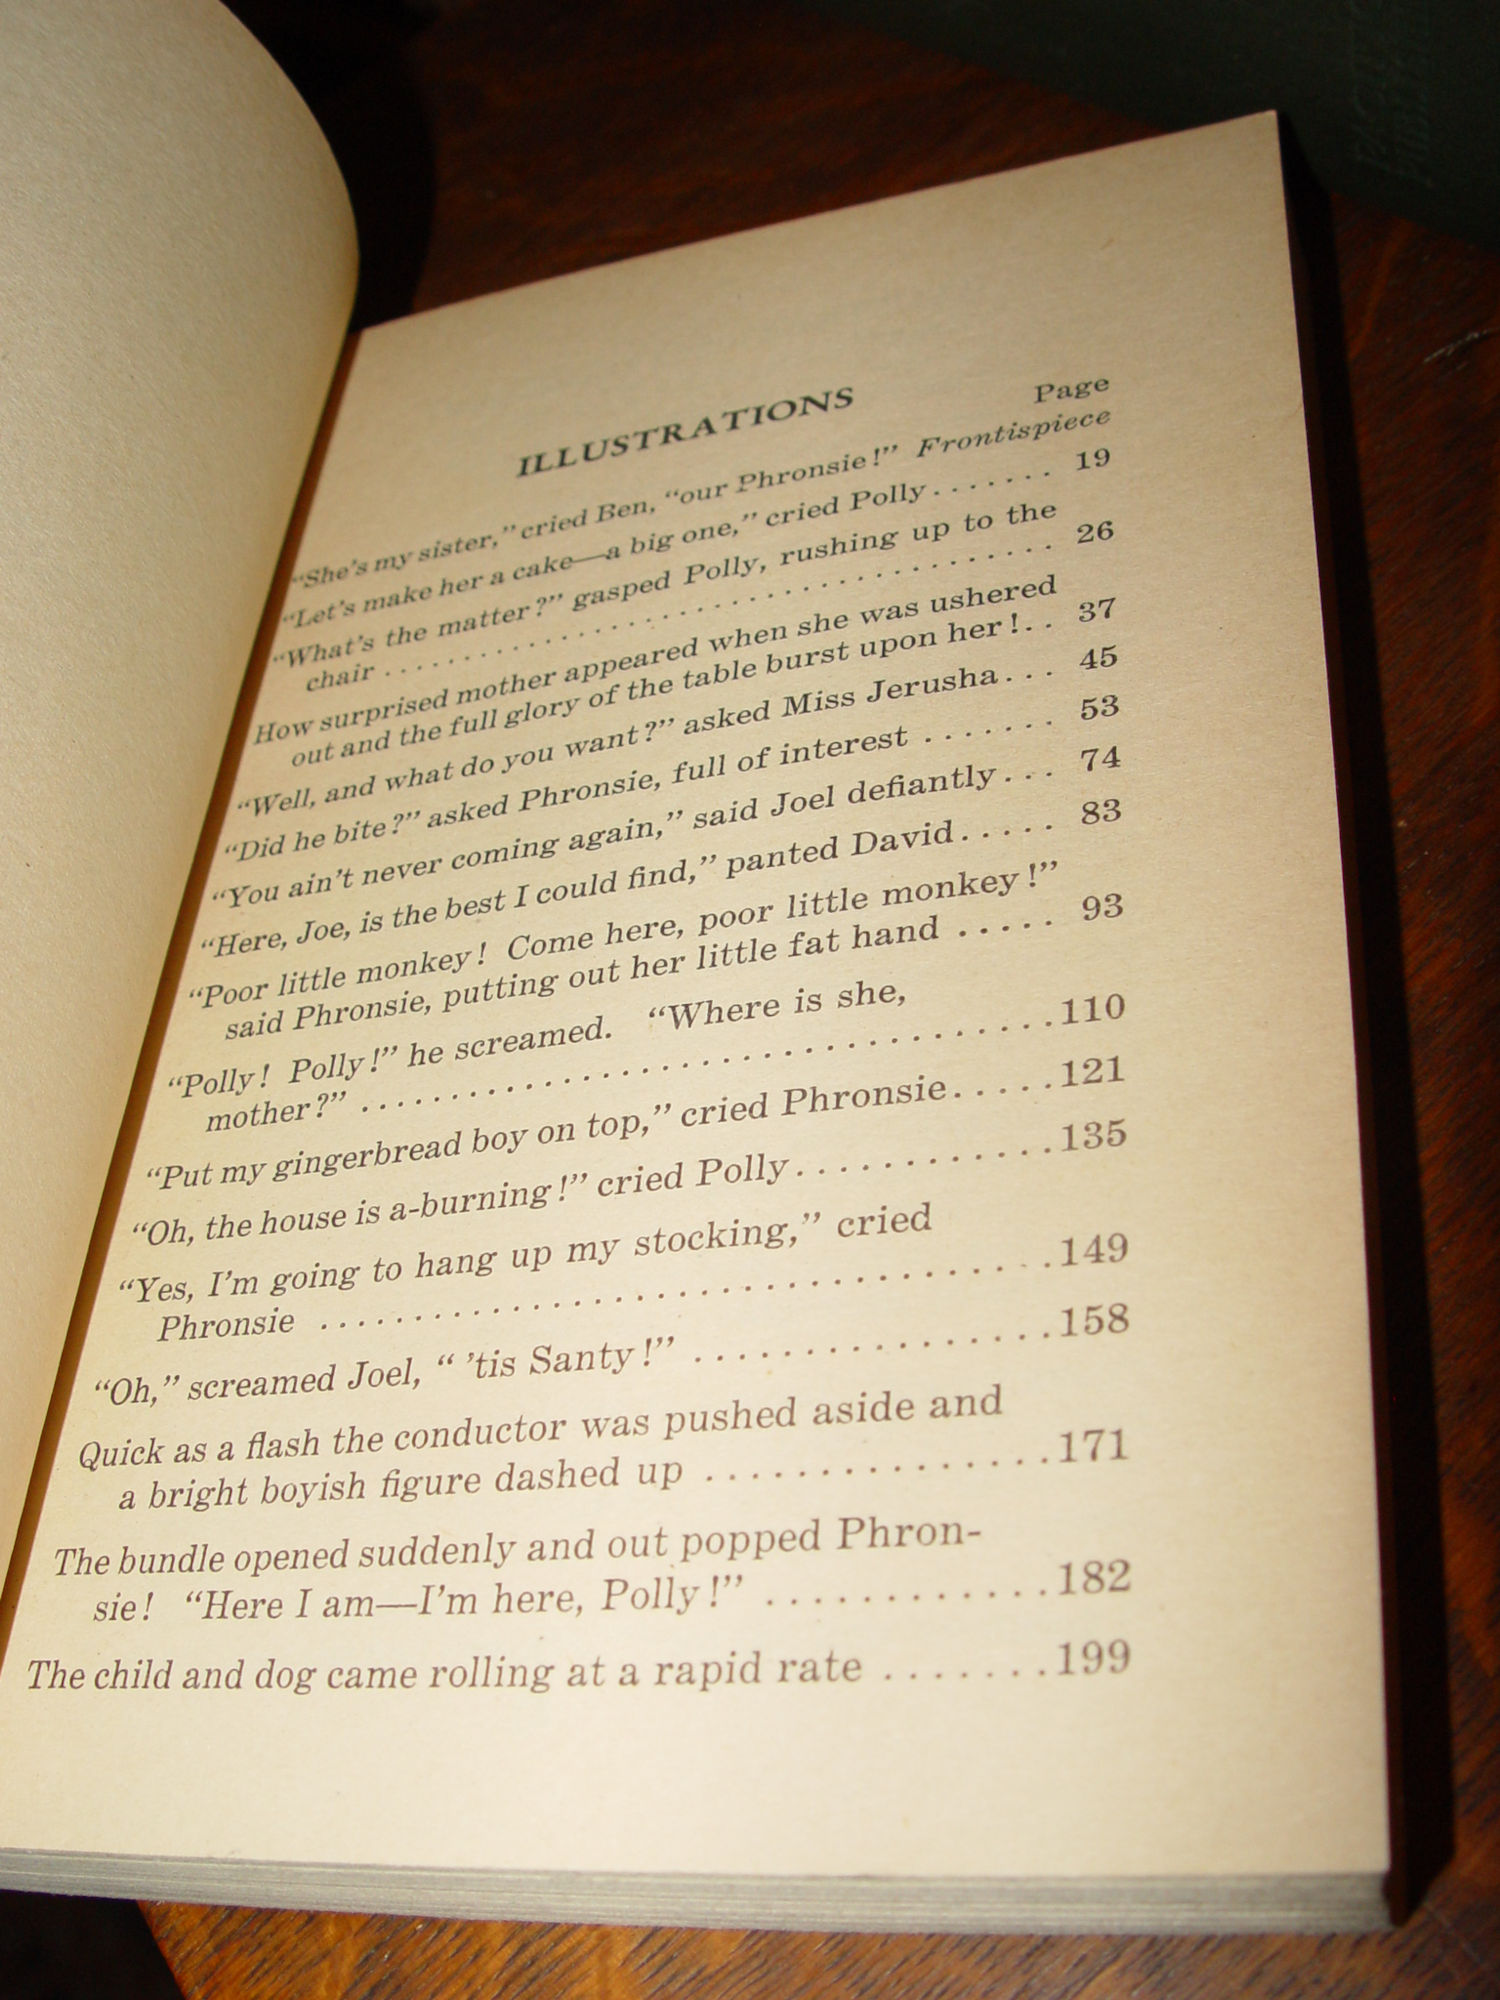 ILLUSTRATIONS
Page
“She’s my sister,” cried Ben, “our Phronsie!” Frontispiece
“Let’s make her a cake—a big one,” cried Polly . . . . . . . 19
“What’s the matter?” gasped Polly, rushing up to the
chair . . . . . . . . . . . . . . . . . . . . . . . . . . 26
How surprised mother appeared when she was ushered
out and the full glory of the table burst upon her!. . 37
“Well, and what do you want?” asked Miss Jerusha. . . 45
“Did he bite?” asked Phronsie, full of interest . . . . . . 53
“You ain’t never coming again,” said Joel defiantly. . . 74
“Here, Joe, is the best I could find,” panted David. . . . . 83
“Poor little monkey! Come here, poor little monkey!”
said Phronsie, putting out her little fat hand . . . . . 93
“Polly! Polly!” he screamed. “Where is she,
mother?” . . . . . . . . . . . . . . . . . . . . . . . .110
“Put my gingerbread boy on top,” cried Phronsie. . . . .121
“Oh, the house is a-burning!” cried Polly. . . . . . . . . . . .135
“Yes, I’m going to hang up my stocking,” cried
Phronsie . . . . . . . . . . . . . . . . . . . . . . . .149
“Oh,” screamed Joel, “ ’tis Santy!” . . . . . . . . . . . . . . .158
Quick as a flash the conductor was pushed aside and
a bright boyish figure dashed up . . . . . . . . . . . . . . .171
The bundle opened suddenly and out popped Phron-
sie! “Here I am—I’m here, Polly!” . . . . . . . . . . . .182
The child and dog came rolling at a rapid rate . . . . . . .199